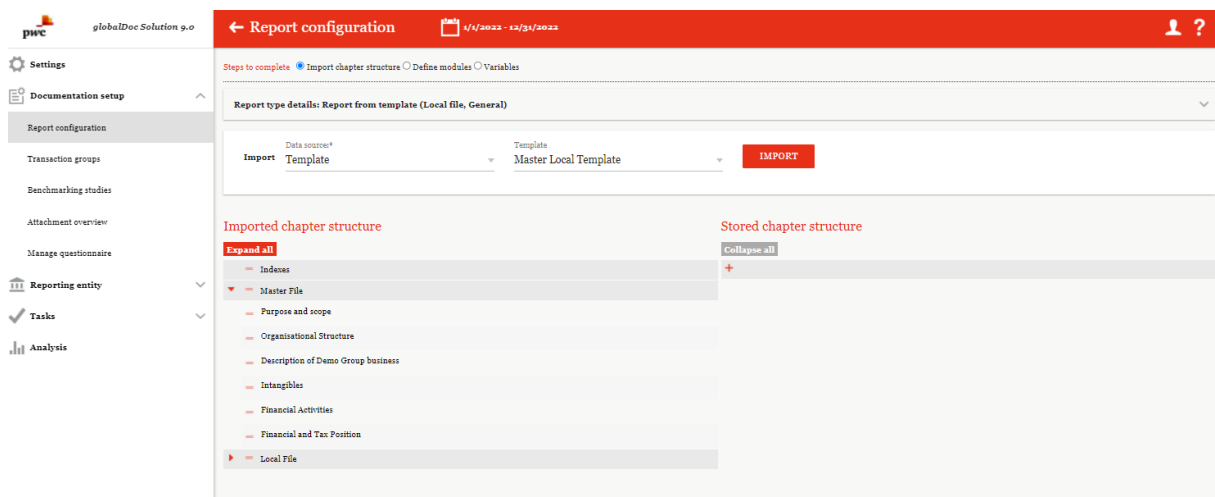 pwc
globalDoc Solution 9.0
← Report configuration
1/1/2022 - 12/31/2022
?
Settings
Documentation setup
Report configuration
Transaction groups
Benchmarking studies
Attachment overview
Manage questionnaire
Reporting entity
Tasks
Analysis
Steps to complete Import chapter structure Define modules Variables
Report type details: Report from template (Local file, General)
Data source:* Template
Import Template Master Local Template IMPORT
Imported chapter structure
Expand all
Indexes
Master File
Purpose and scope
Organisational Structure
Description of Demo Group business
Intangibles
Financial Activities
Financial and Tax Position
Local File
Stored chapter structure
Collapse all
+